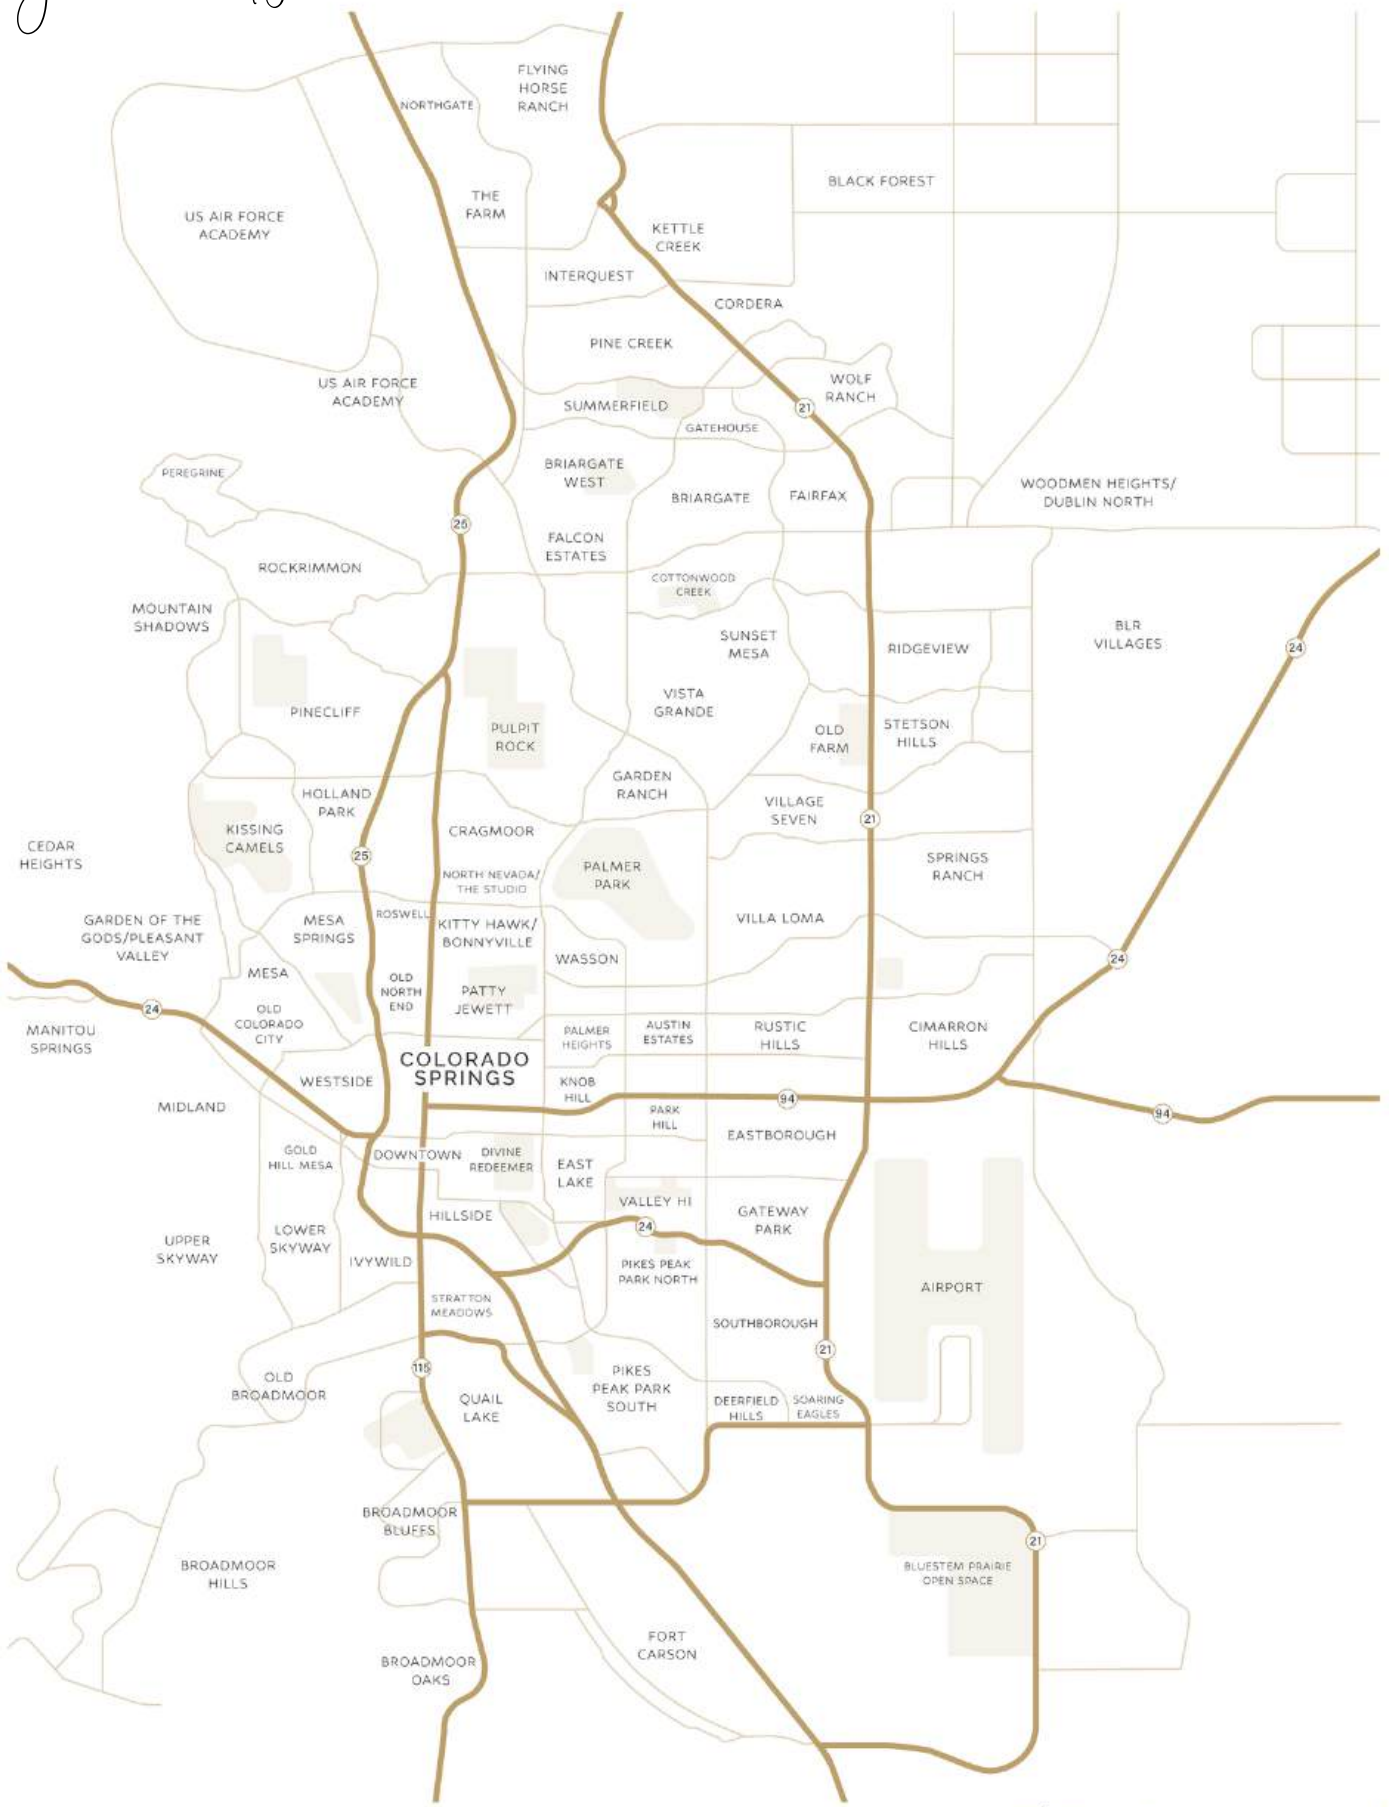 FLYING
HORSE
RANCH
NORTHGATE
BLACK FOREST
THE
FARM
US AIR FORCE
ACADEMY
KETTLE
CREEK
INTERQUEST
CORDERA
PINE CREEK
US AIR FORCE
ACADEMY
WOLF
RANCH
SUMMERFIELD
21
GATEHOUSE
PEREGRINE
BRIARGATE
WEST
BRIARGATE
FAIRFAX
WOODMEN HEIGHTS/
DUBLIN NORTH
25
FALCON
ESTATES
ROCKRIMMON
COTTONWOOD
CREEK
MOUNTAIN
SHADOWS
SUNSET
MESA
RIDGEVIEW
BLR
VILLAGES
24
PINECLIFF
VISTA
GRANDE
PULPIT
ROCK
OLD
FARM
STETSON
HILLS
GARDEN
RANCH
HOLLAND
PARK
VILLAGE
SEVEN
21
KISSING
CAMELS
CRAGMOOR
CEDAR
HEIGHTS
25
PALMER
PARK
SPRINGS
RANCH
NORTH NEVADA/
THE STUDIO
GARDEN OF THE
GODS/PLEASANT
VALLEY
MESA
SPRINGS
ROSWELL
KITTY HAWK/
BONNYVILLE
VILLA LOMA
WASSON
24
MESA
OLD
NORTH
END
PATTY
JEWETT
24
OLD
COLORADO
CITY
MANITOU
SPRINGS
PALMER
HEIGHTS
AUSTIN
ESTATES
RUSTIC
HILLS
CIMARRON
HILLS
COLORADO
SPRINGS
WESTSIDE
KNOB
HILL
94
MIDLAND
PARK
HILL
94
EASTBOROUGH
GOLD
HILL MESA
DOWNTOWN
DIVINE
REDEEMER
EAST
LAKE
VALLEY HI
HILLSIDE
24
GATEWAY
PARK
UPPER
SKYWAY
LOWER
SKYWAY
IVYWILD
PIKES PEAK
PARK NORTH
AIRPORT
STRATTON
MEADOWS
SOUTHBOROUGH
21
115
OLD
BROADMOOR
QUAIL
LAKE
PIKES
PEAK PARK
SOUTH
DEERFIELD
HILLS
SOARING
EAGLES
BROADMOOR
BLUFFS
21
BROADMOOR
HILLS
BLUESTEM PRAIRIE
OPEN SPACE
FORT
CARSON
BROADMOOR
OAKS